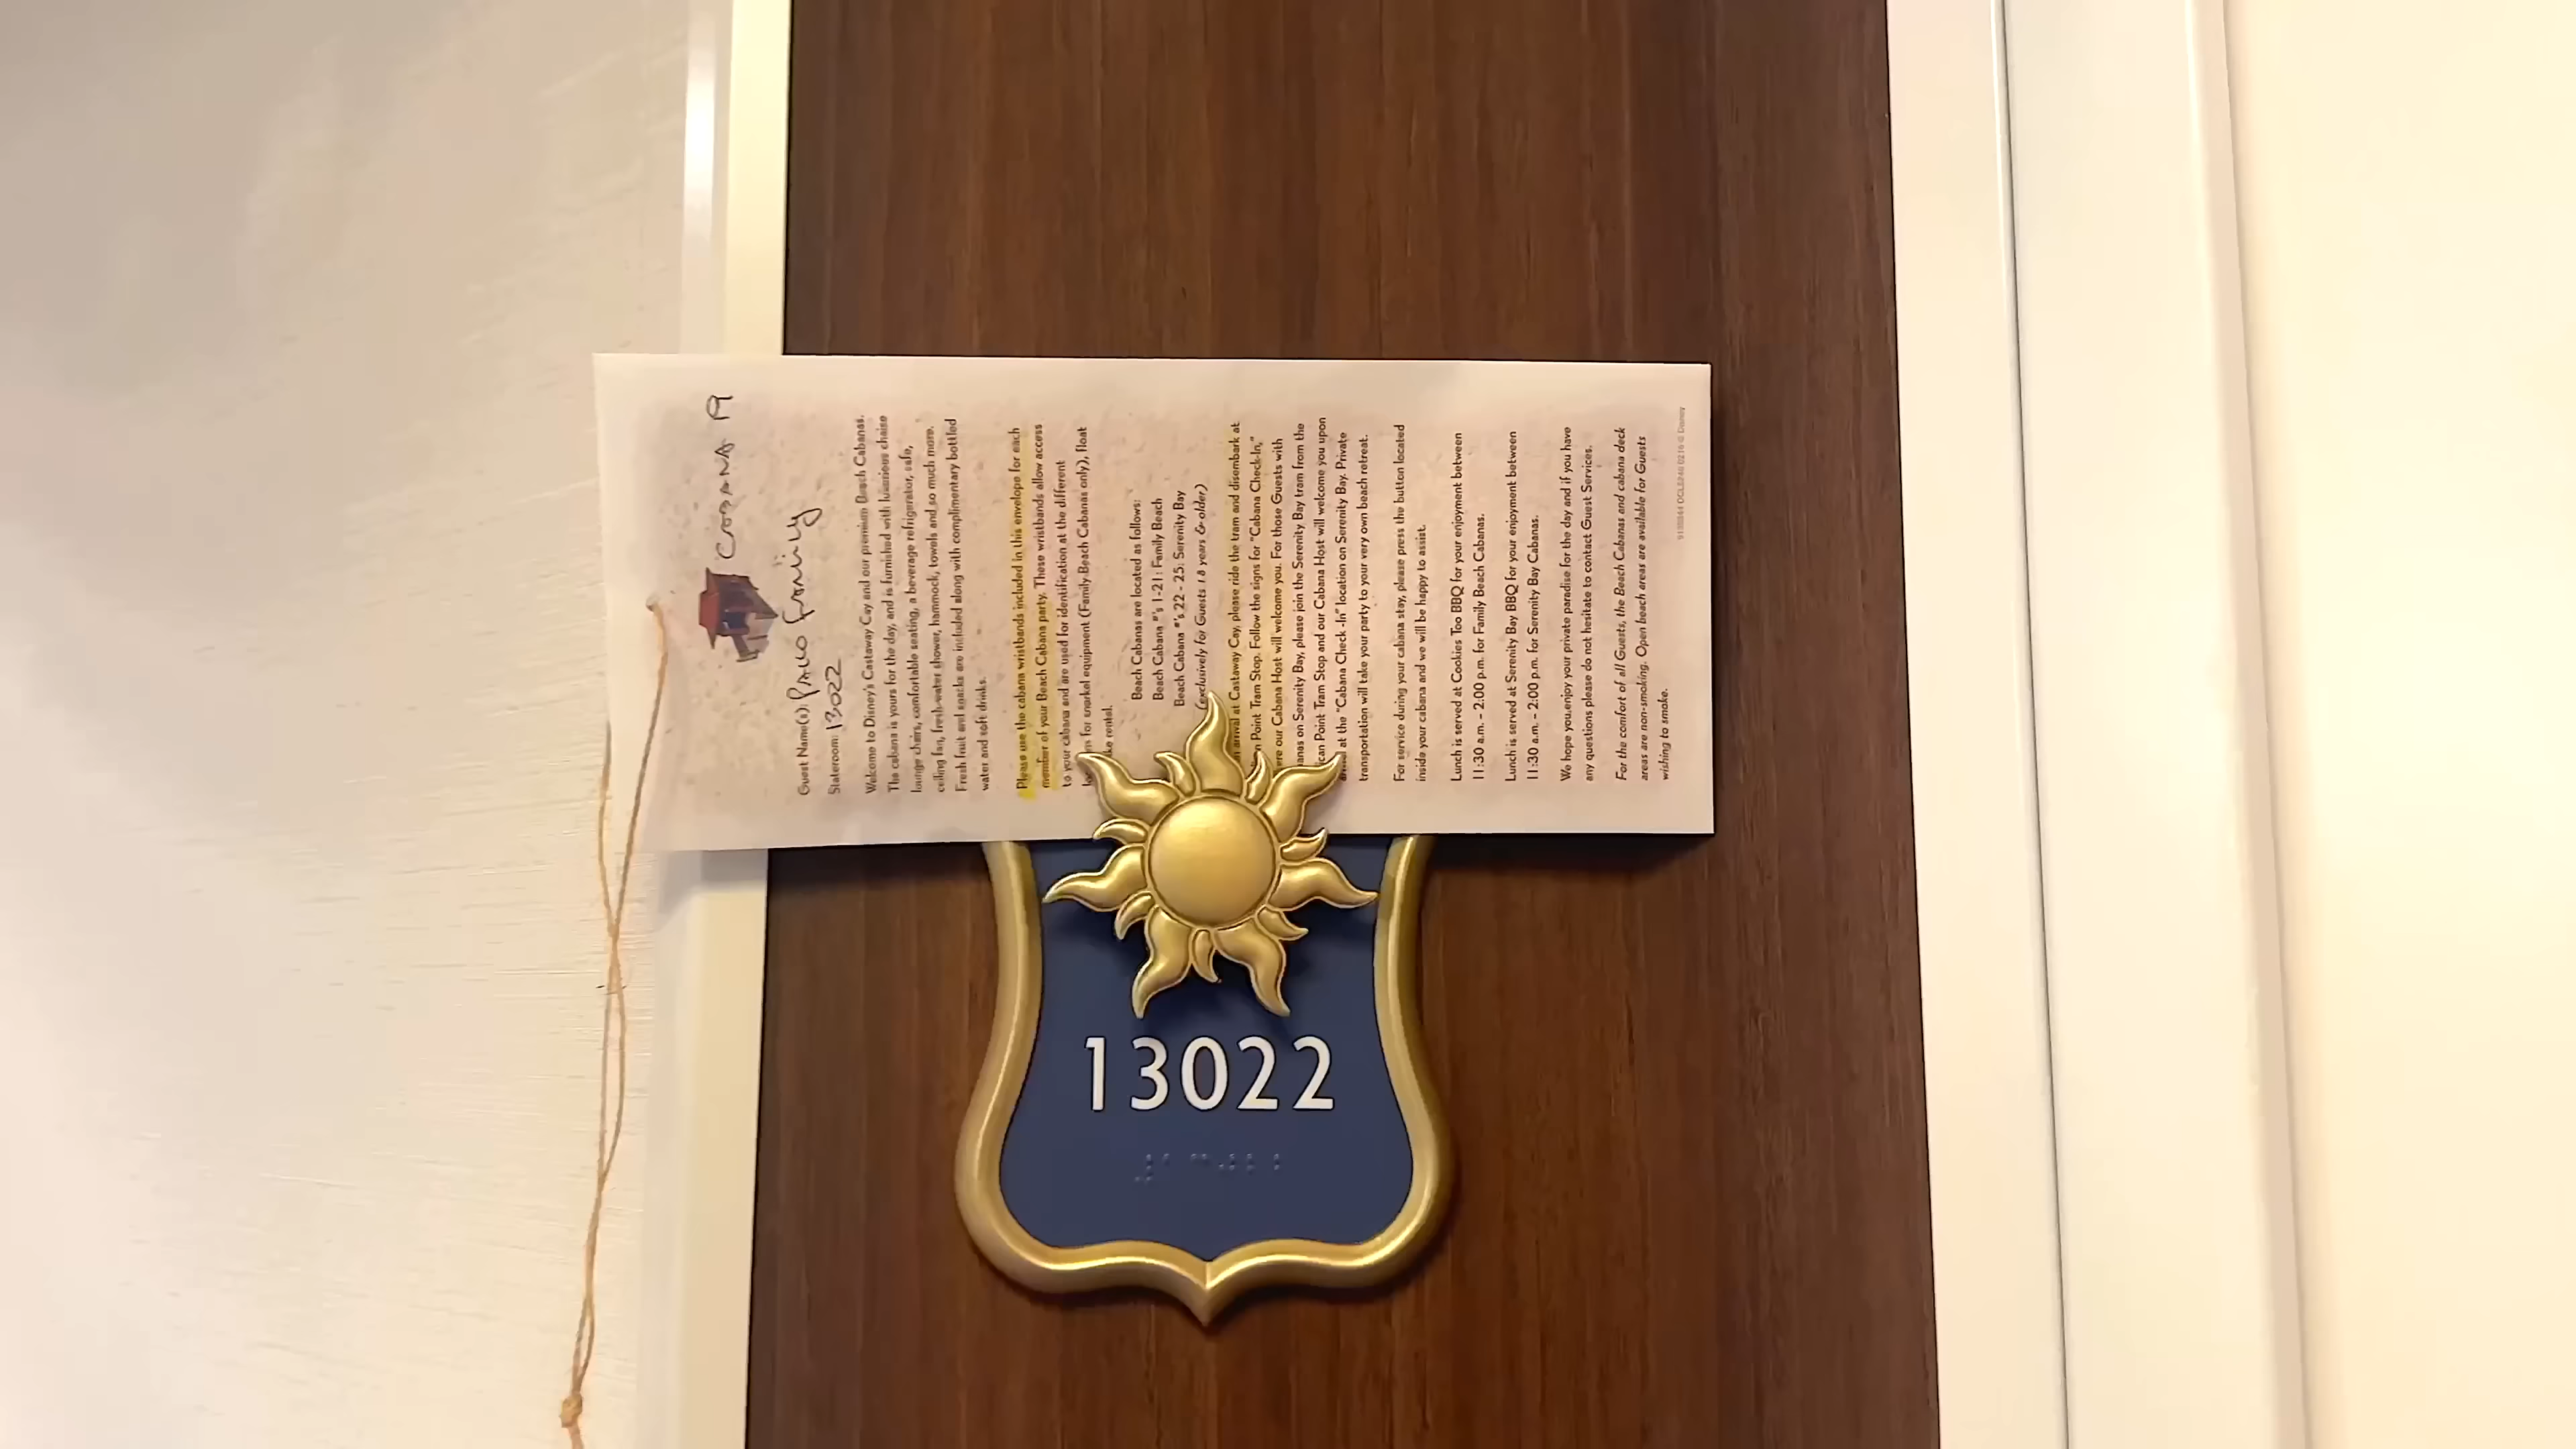 CABANA 19
Guest Name(s): Family
Stateroom: 13022
Welcome to Disney's Castaway Cay and our premium Beach Cabanas.
The cabana is yours for the day, and is furnished with luxurious chaise
lounge chairs, comfortable seating, a beverage refrigerator, safe,
ceiling fan, fresh-water shower, hammock, towels and so much more.
Fresh fruit and snacks are included along with complimentary bottled
water and soft drinks.
Please use the cabana wristbands included in this envelope for each
member of your Beach Cabana party. These wristbands allow access
to your cabana and are used for identification at the different
for snorkel equipment (Family Beach Cabanas only), float
rental.
Beach Cabanas are located as follows:
Beach Cabana #'s 1-21: Family Beach
Beach Cabana #'s 22 - 25: Serenity Bay
(exclusively for Guests 18 years & older)
arrival at Castaway Cay, please ride the tram and disembark at
Point Tram Stop. Follow the signs for "Cabana Check-In,"
our Cabana Host will welcome you. For those Guests with
on Serenity Bay, please join the Serenity Bay tram from the
Point Tram Stop and our Cabana Host will welcome you upon
at the "Cabana Check -In" location on Serenity Bay. Private
transportation will take your party to your very own beach retreat.
For service during your cabana stay, please press the button located
inside your cabana and we will be happy to assist.
Lunch is served at Cookies Too BBQ for your enjoyment between
11:30 a.m. – 2:00 p.m. for Family Beach Cabanas.
Lunch is served at Serenity Bay BBQ for your enjoyment between
11:30 a.m. – 2:00 p.m. for Serenity Bay Cabanas.
We hope you enjoy your private paradise for the day and if you have
any questions please do not hesitate to contact Guest Services.
For the comfort of all Guests, the Beach Cabanas and cabana deck
areas are non-smoking. Open beach areas are available for Guests
wishing to smoke.
© Disney
13022